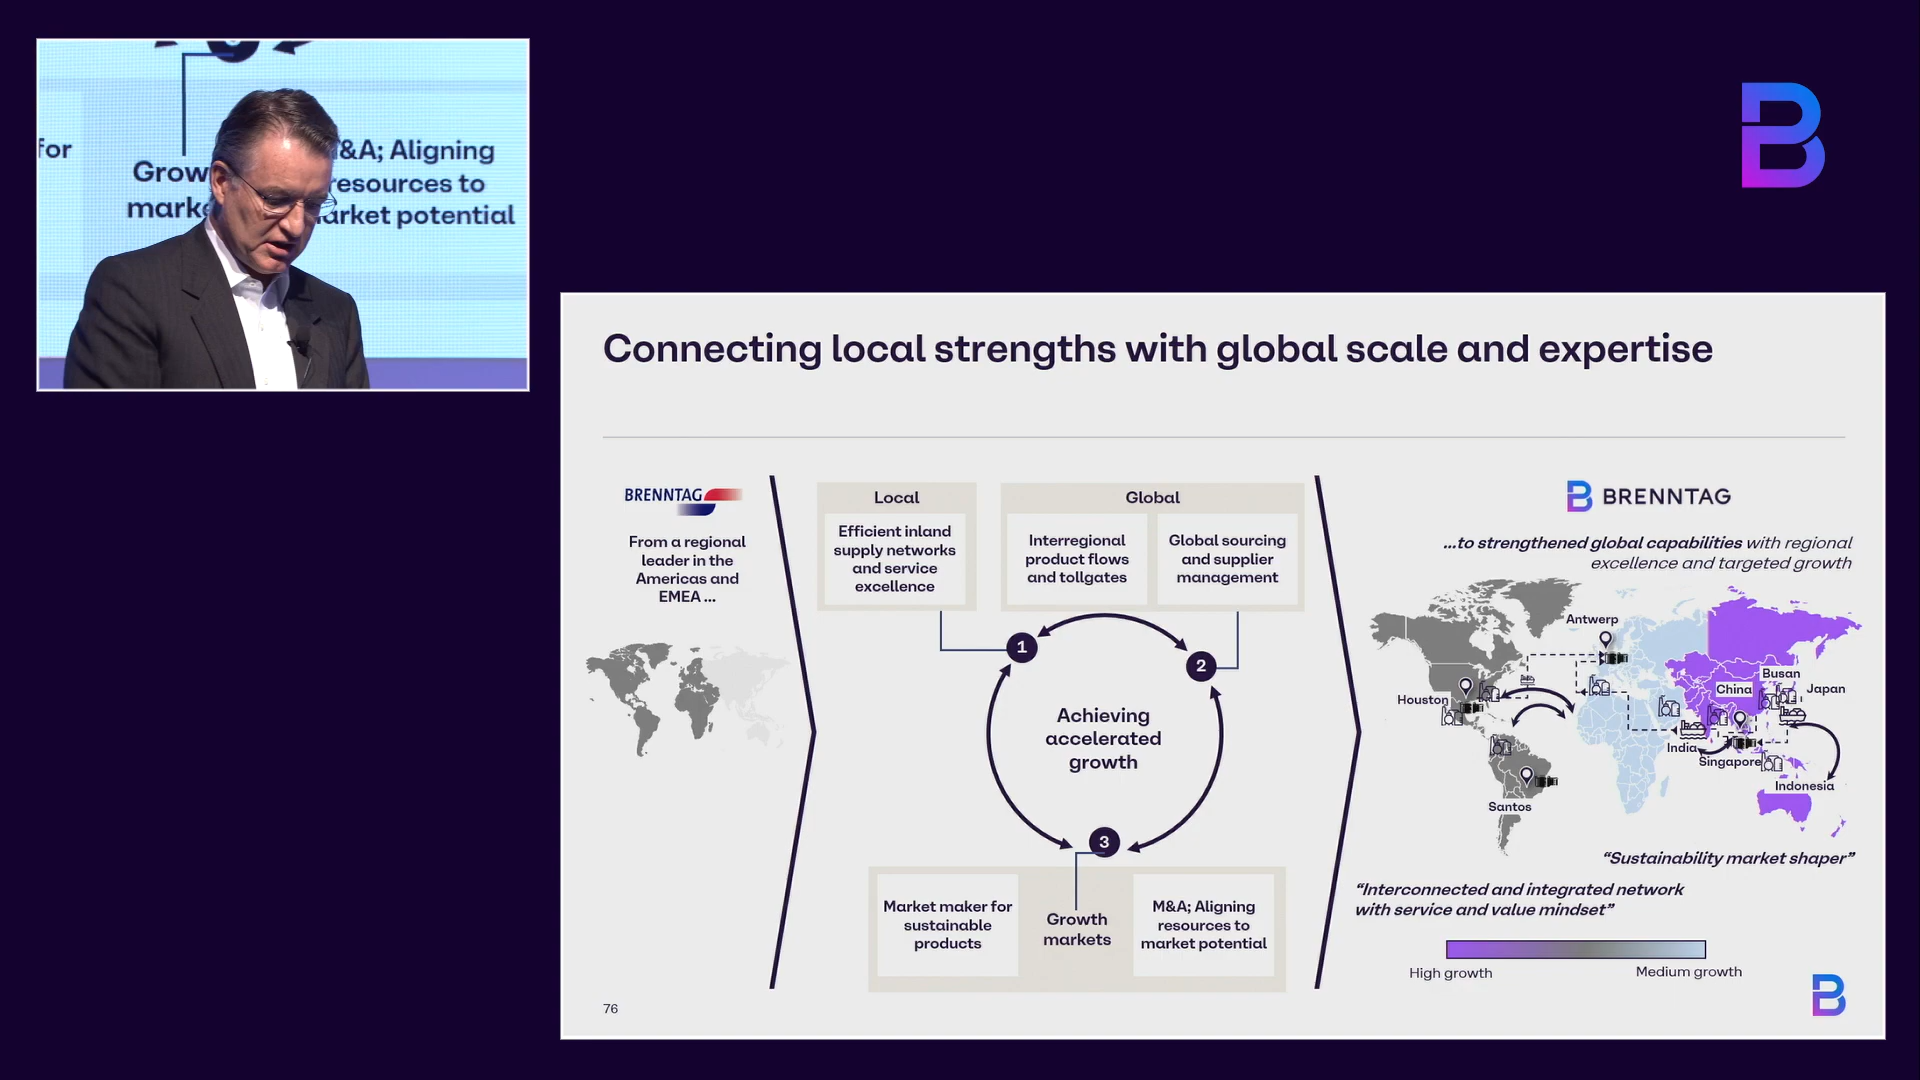 for
Grow
marke
&A; Aligning
resources to
arket potential
B
Connecting local strengths with global scale and expertise
BRENNTAG
From a regional
leader in the
Americas and
EMEA ...
Local
Efficient inland
supply networks
and service
excellence
Global
Interregional
product flows
and tollgates
Global sourcing
and supplier
management
1
2
3
Achieving
accelerated
growth
Market maker for
sustainable
products
Growth
markets
M&A; Aligning
resources to
market potential
B BRENNTAG
...to strengthened global capabilities with regional
excellence and targeted growth
Antwerp
Houston
Santos
Busan
China
Japan
India
Singapore
Indonesia
“Sustainability market shaper”
“Interconnected and integrated network
with service and value mindset”
High growth
Medium growth
76
B